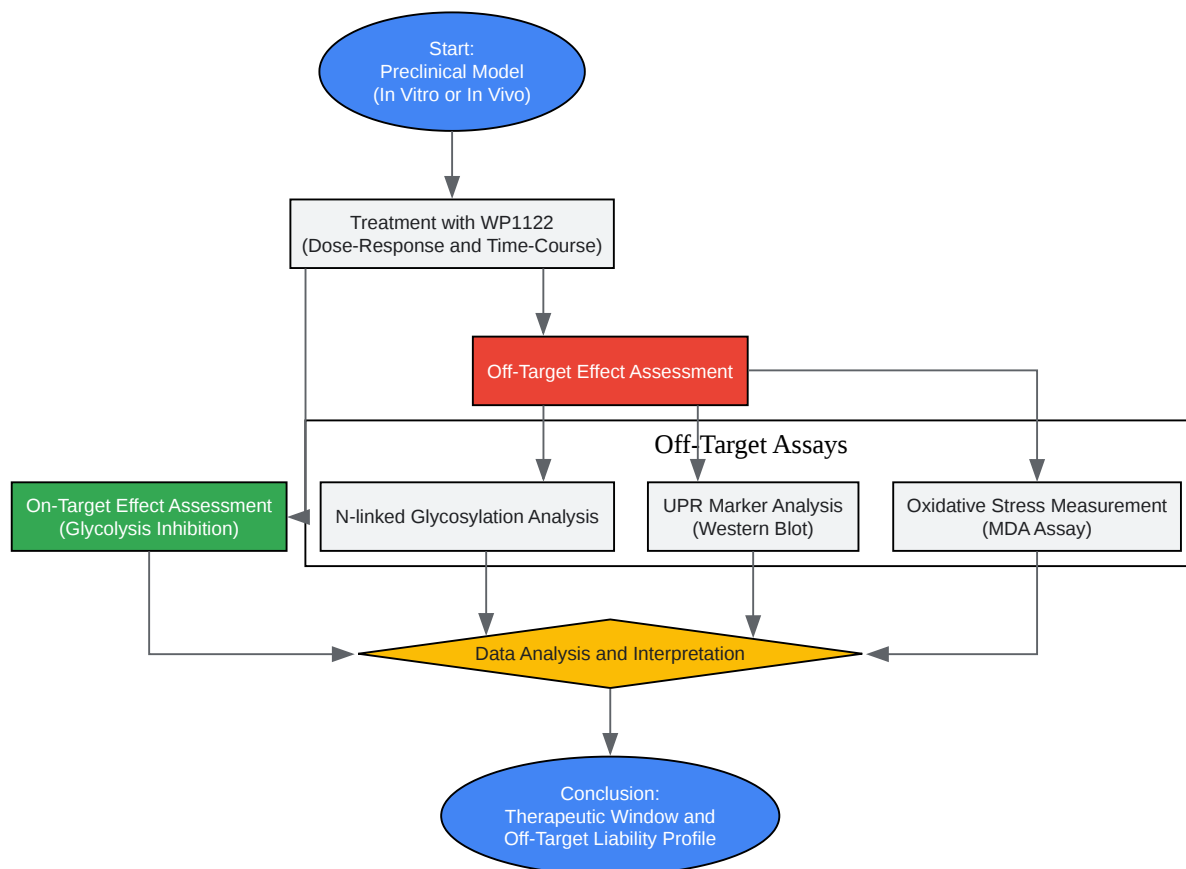 Start:
Preclinical Model
(In Vitro or In Vivo)
Treatment with WP1122
(Dose-Response and Time-Course)
Off-Target Effect Assessment
Off-Target Assays
On-Target Effect Assessment
(Glycolysis Inhibition)
N-linked Glycosylation Analysis
UPR Marker Analysis
(Western Blot)
Oxidative Stress Measurement
(MDA Assay)
Data Analysis and Interpretation
Conclusion:
Therapeutic Window and
Off-Target Liability Profile